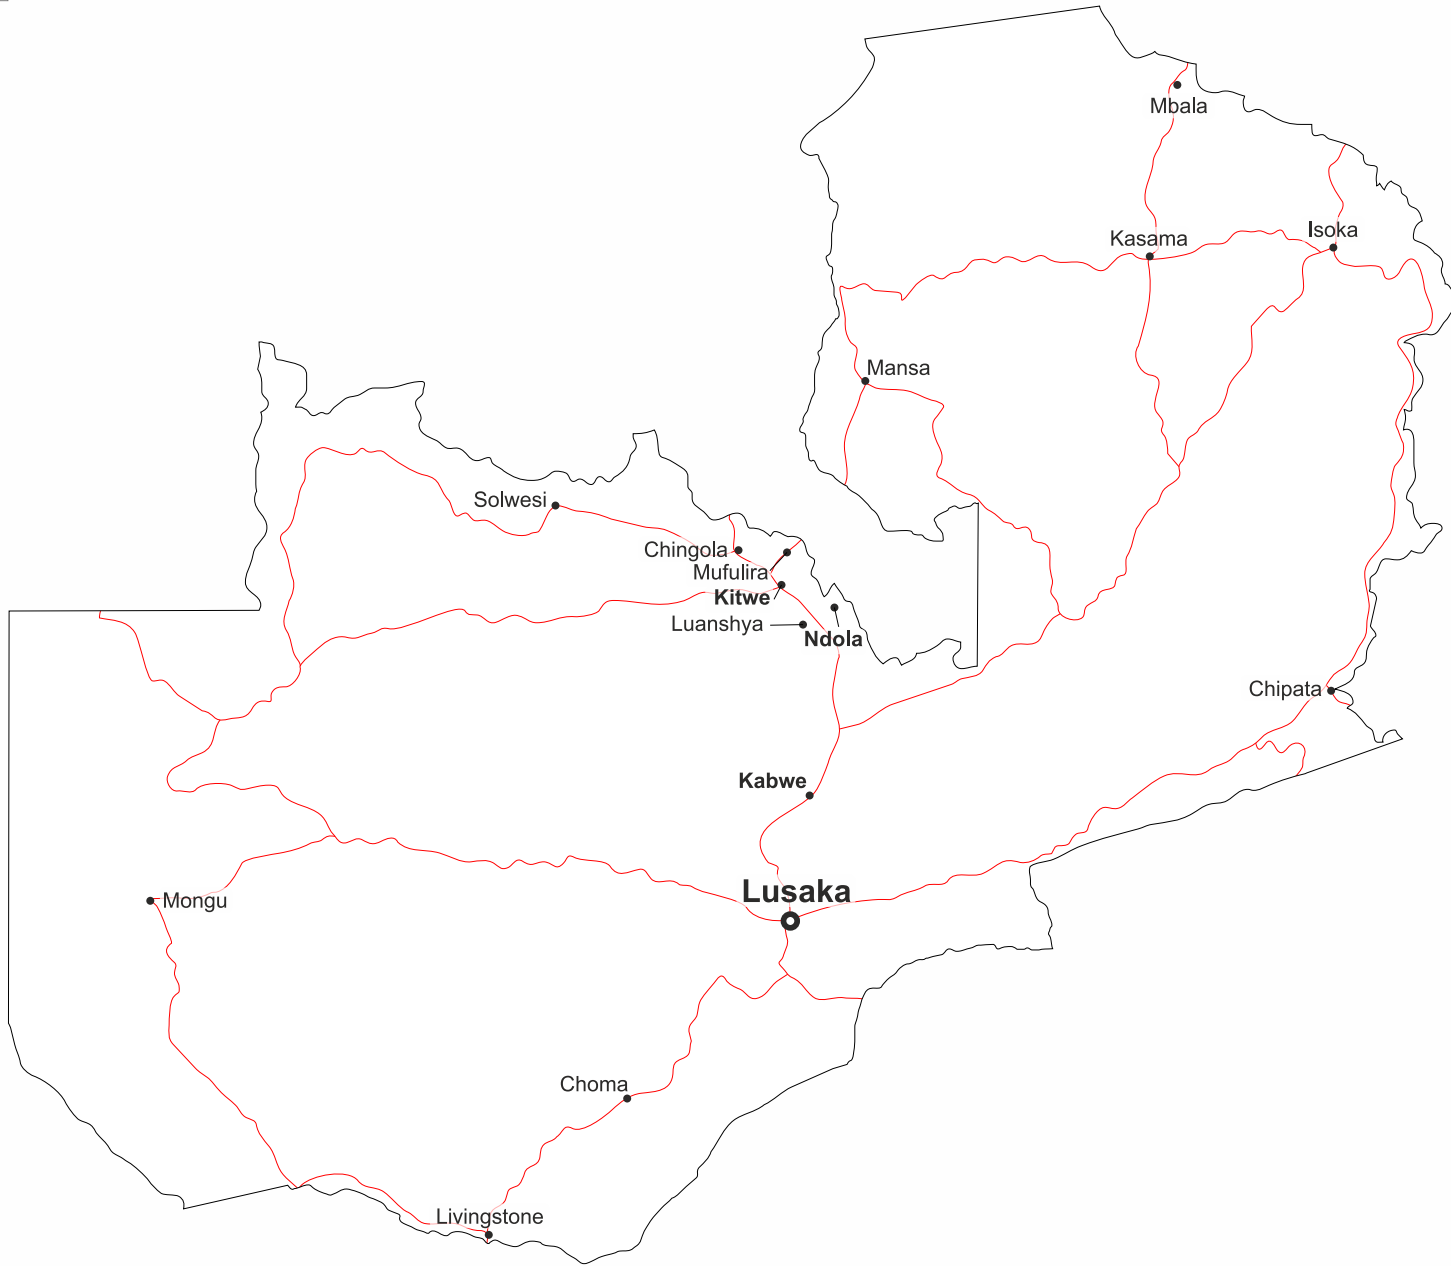 Mbala
Isoka
Kasama
Mansa
Solwesi
Chingola
Mufulira
Kitwe
Luanshya
Ndola
Chipata
Kabwe
Lusaka
Mongu
Choma
Livingstone